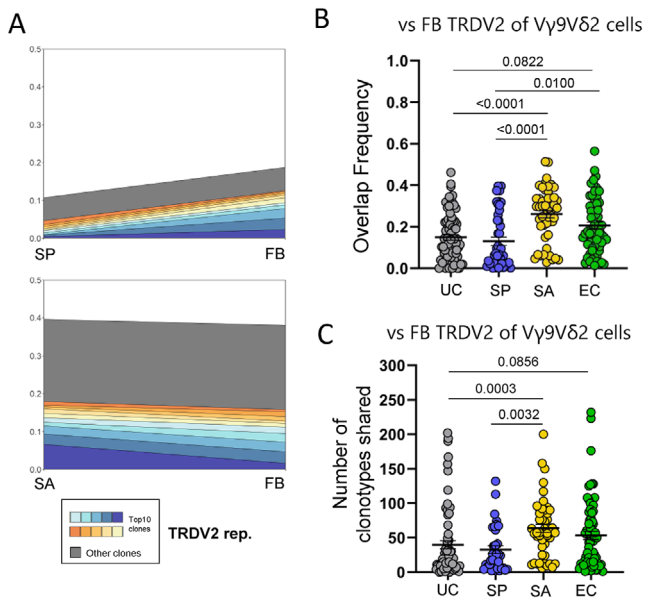 A
0.5
0.4
0.3
0.2
0.1
0.0
SP
FB
0.5
0.4
0.3
0.2
0.1
0.0
SA
FB
Top10
clones
Other clones
TRDV2 rep.
B
vs FB TRDV2 of Vγ9Vδ2 cells
Overlap Frequency
1.0
0.8
0.6
0.4
0.2
0.0
0.0822
0.0100
<0.0001
<0.0001
UC
SP
SA
EC
C
vs FB TRDV2 of Vγ9Vδ2 cells
Number of
clonotypes shared
300
250
200
150
100
50
0
0.0856
0.0003
0.0032
UC
SP
SA
EC